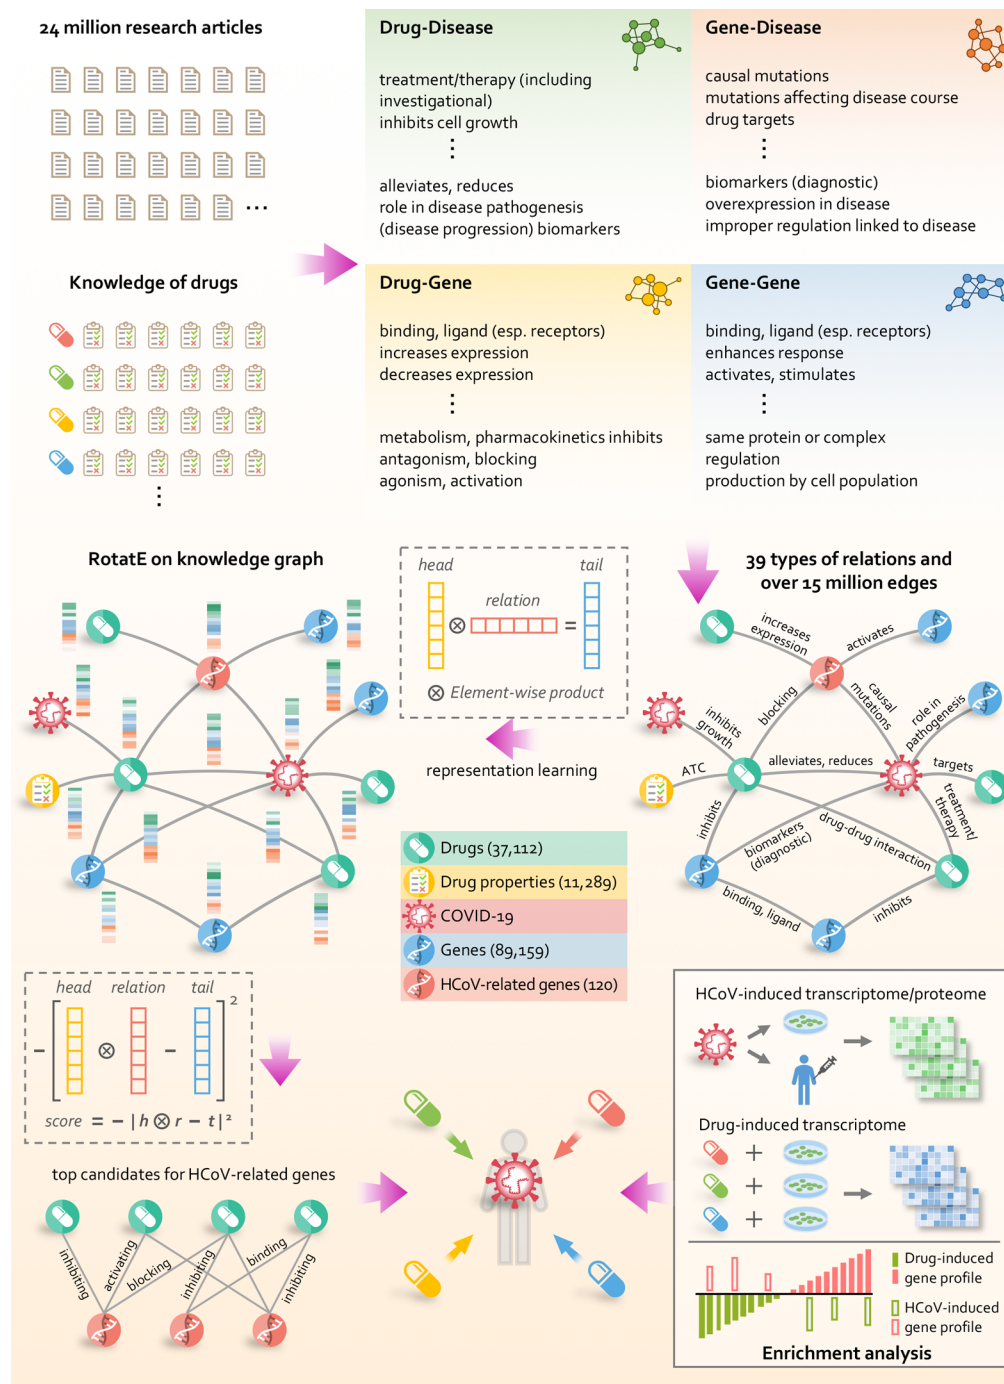 24 million research articles
...
Knowledge of drugs
⋮
Drug-Disease
treatment/therapy (including
investigational)
inhibits cell growth
⋮
alleviates, reduces
role in disease pathogenesis
(disease progression) biomarkers
Gene-Disease
causal mutations
mutations affecting disease course
drug targets
⋮
biomarkers (diagnostic)
overexpression in disease
improper regulation linked to disease
Drug-Gene
binding, ligand (esp. receptors)
increases expression
decreases expression
⋮
metabolism, pharmacokinetics inhibits
antagonism, blocking
agonism, activation
Gene-Gene
binding, ligand (esp. receptors)
enhances response
activates, stimulates
⋮
same protein or complex
regulation
production by cell population
RotatE on knowledge graph
head
relation
tail
⊗
=
⊗ Element-wise product
representation learning
39 types of relations and
over 15 million edges
increases
expression
activates
blocking
causal
mutations
role in
pathogenesis
inhibits
growth
ATC
alleviates, reduces
targets
treatment/
therapy
inhibits
biomarkers
(diagnostic)
drug-drug interaction
binding, ligand
inhibits
Drugs (37,112)
Drug properties (11,289)
COVID-19
Genes (89,159)
HCoV-related genes (120)
head relation tail
2
– [ ⊗ – ]
score = – | h ⊗ r – t |²
top candidates for HCoV-related genes
inhibiting
activating
blocking
inhibiting
binding
inhibiting
HCoV-induced transcriptome/proteome
Drug-induced transcriptome
+
+
+
Drug-induced
gene profile
HCoV-induced
gene profile
Enrichment analysis